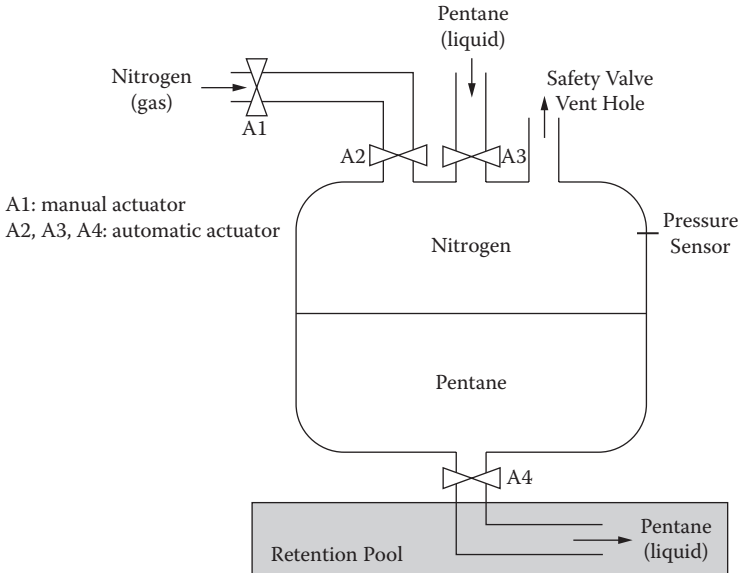 Pentane
(liquid)
Nitrogen
(gas)
Safety Valve
Vent Hole
A1
A2
A3
A1: manual actuator
A2, A3, A4: automatic actuator
Pressure
Sensor
Nitrogen
Pentane
A4
Pentane
(liquid)
Retention Pool